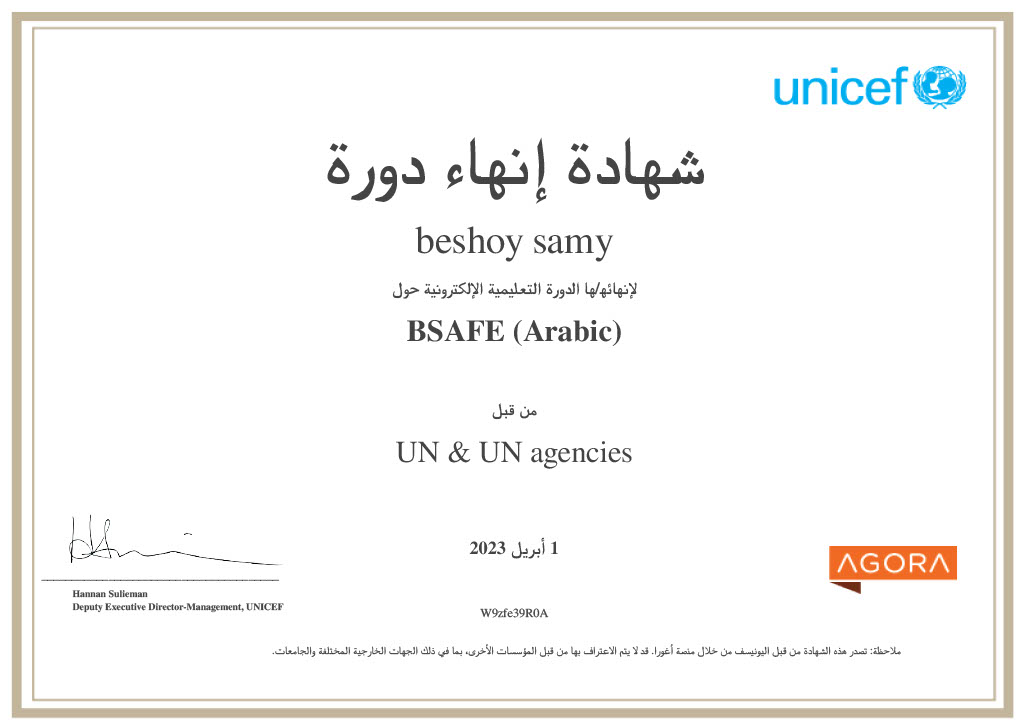 unicef
شهادة إنهاء دورة
beshoy samy
لإنهائه/ها الدورة التعليمية الإلكترونية حول
BSAFE (Arabic)
من قبل
UN & UN agencies
1 أبريل 2023
AGORA
Hannan Sulieman
Deputy Executive Director-Management, UNICEF
W9zfe39R0A
ملاحظة: تصدر هذه الشهادة من قبل اليونيسف من خلال منصة أغورا. قد لا يتم الاعتراف بها من قبل المؤسسات الأخرى، بما في ذلك الجهات الخارجية المختلفة والجامعات.